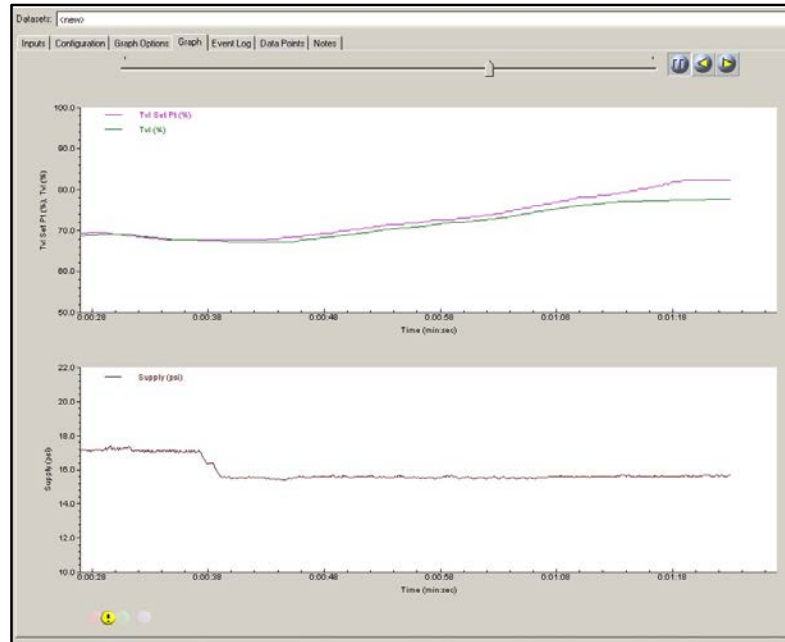 Datasets: <new>
Inputs Configuration Graph Options Graph Event Log Data Points Notes
100.0
90.0
80.0
70.0
60.0
50.0
Tvl Set Pt (%), Tvl (%)
Tvl Set Pt (%)
Tvl (%)
0:00:28 0:00:38 0:00:48 0:00:58 0:01:08 0:01:18
Time (min:sec)
22.0
20.0
18.0
16.0
14.0
12.0
10.0
Supply (psi)
Supply (psi)
0:00:28 0:00:38 0:00:48 0:00:58 0:01:08 0:01:18
Time (min:sec)